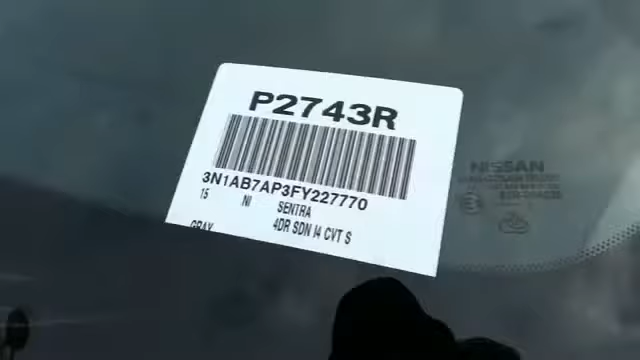 P2743R
3N1AB7AP3FY227770
15 NI SENTRA
GRAY 4DR SDN I4 CVT S
NISSAN